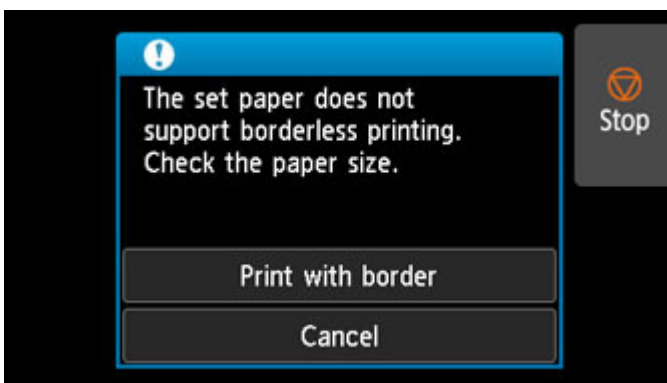 The set paper does not
support borderless printing.
Check the paper size.
Stop
Print with border
Cancel